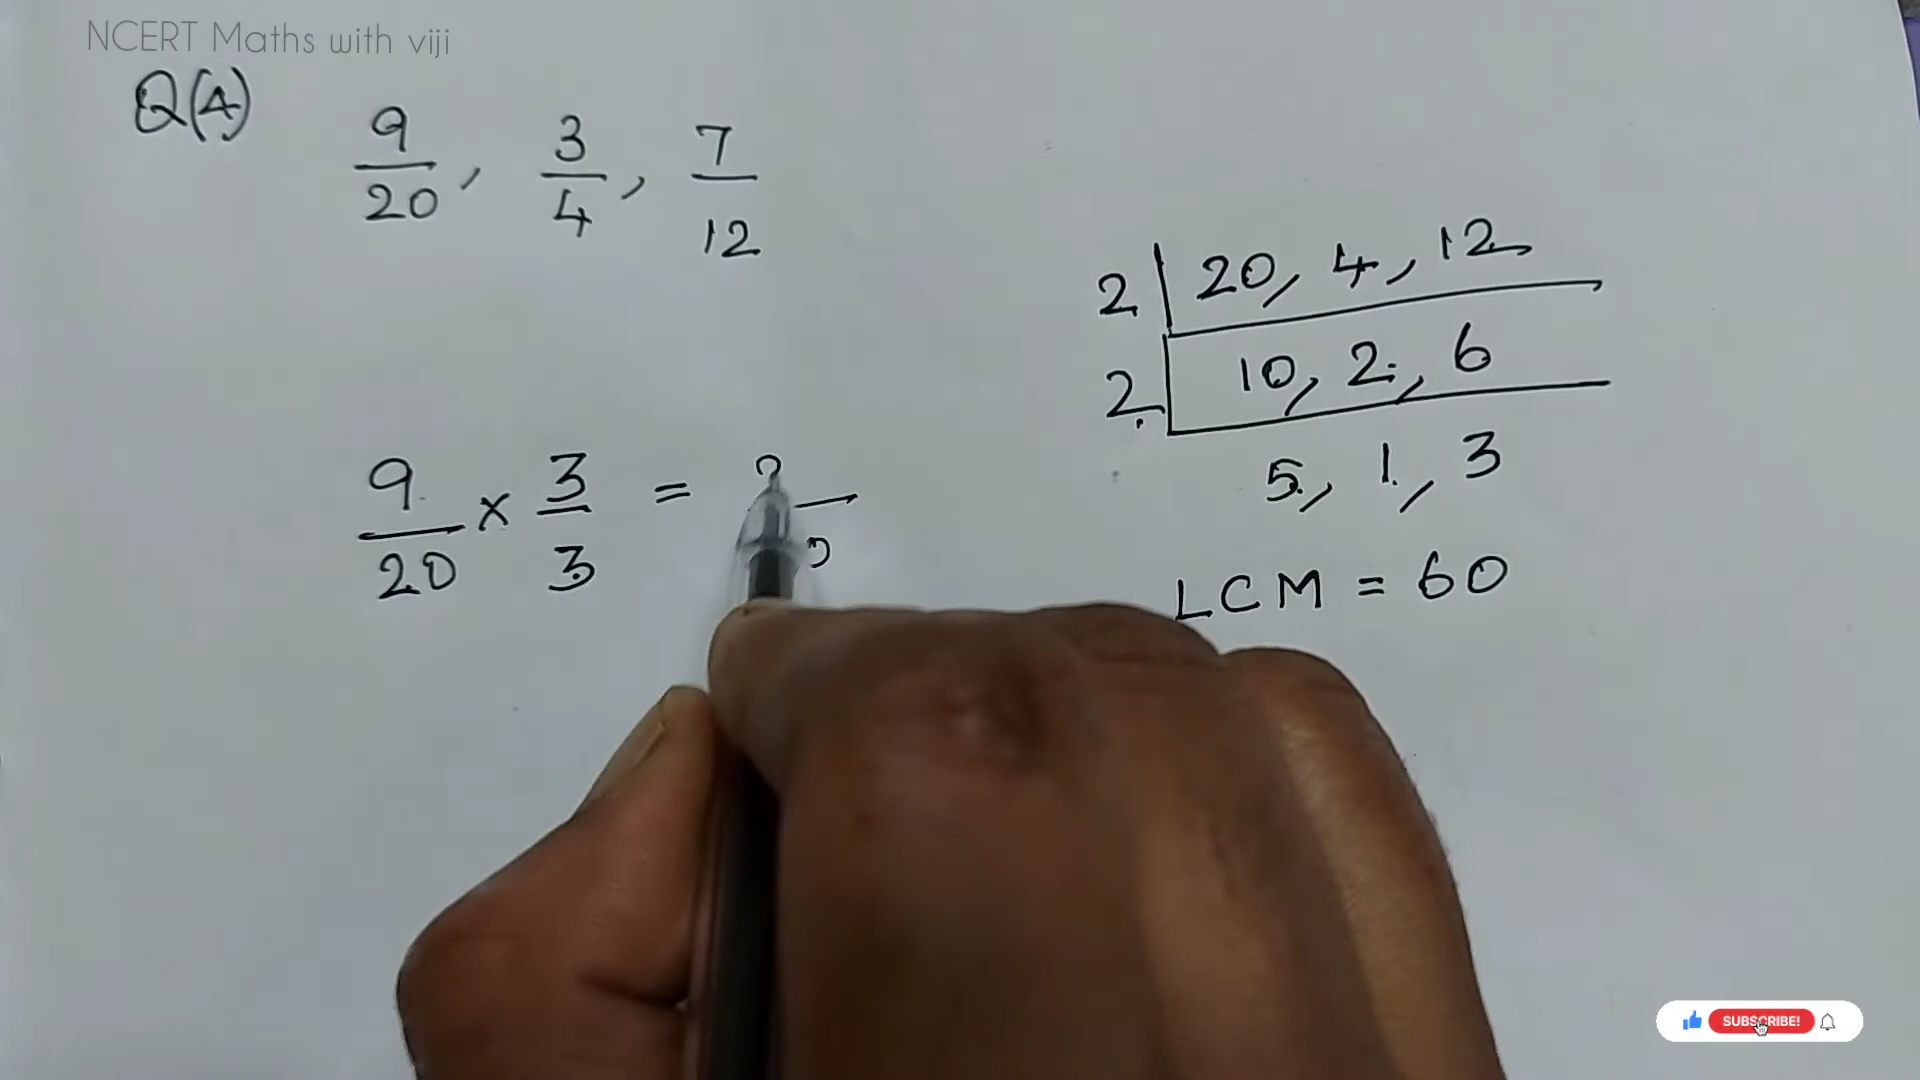 NCERT Maths with viji
Q(4)
9/20, 3/4, 7/12
2 | 20, 4, 12
2 | 10, 2, 6
5, 1, 3
LCM = 60
9/20 × 3/3 =
SUBSCRIBE!